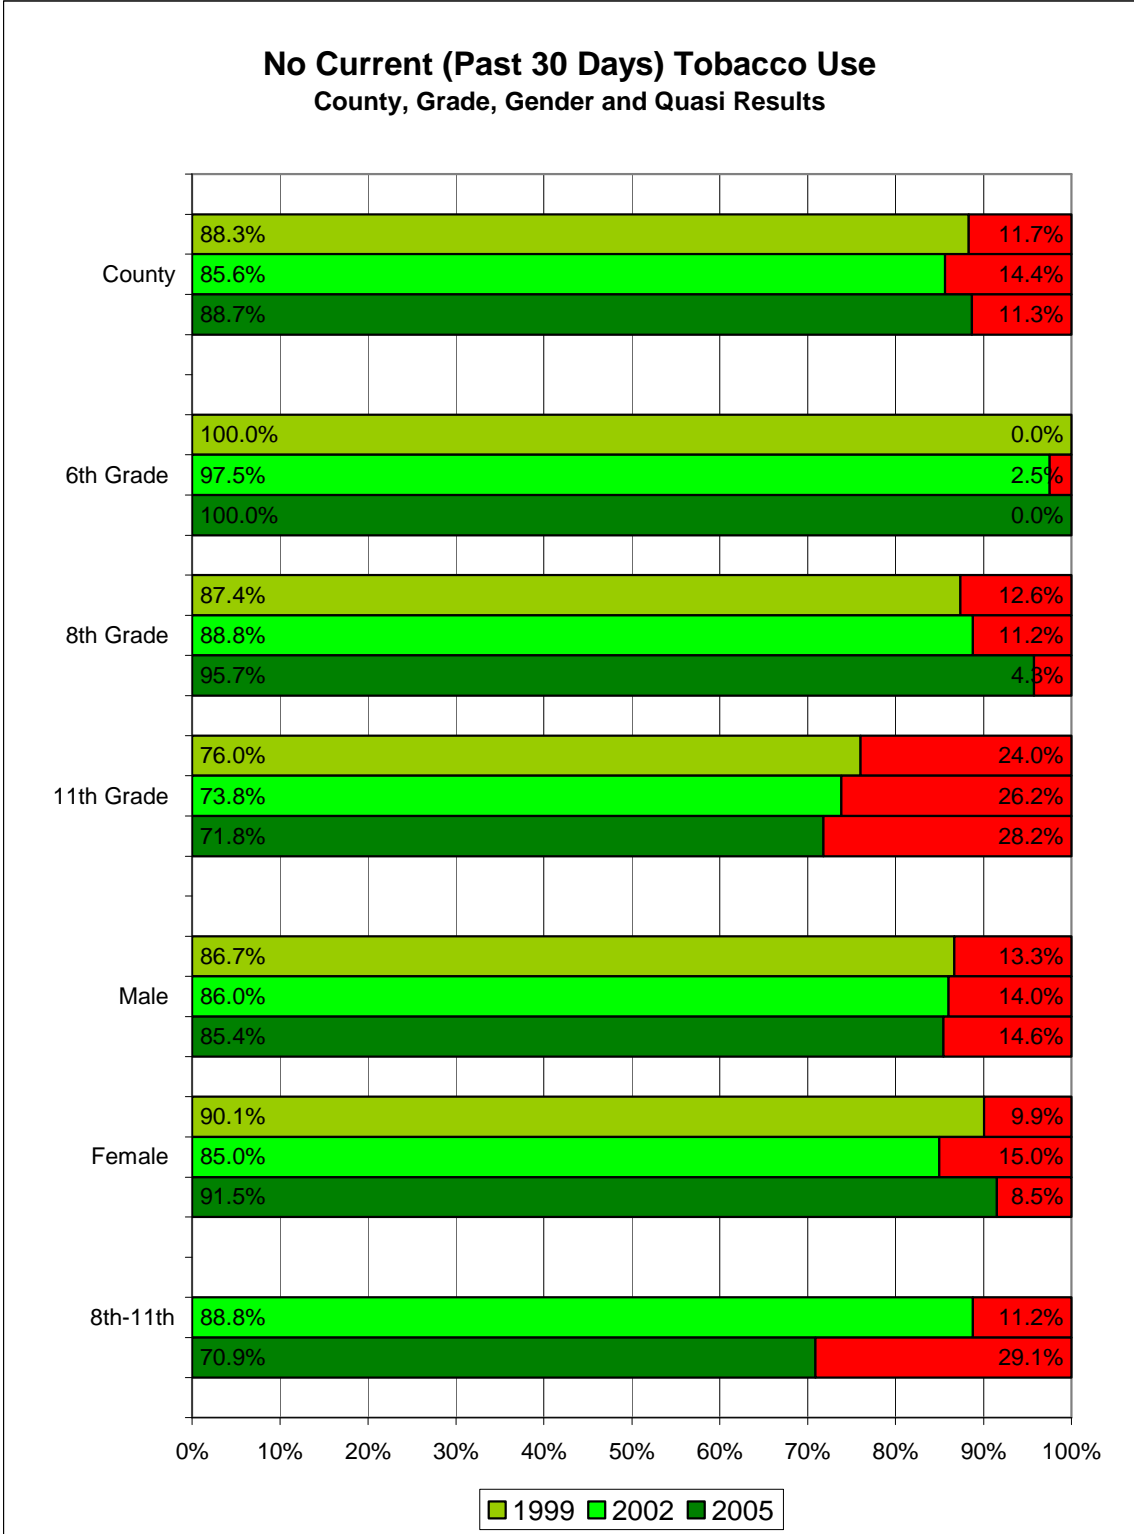 No Current (Past 30 Days) Tobacco Use
County, Grade, Gender and Quasi Results
88.3% 11.7%
County 85.6% 14.4%
88.7% 11.3%
100.0% 0.0%
6th Grade 97.5% 2.5%
100.0% 0.0%
87.4% 12.6%
8th Grade 88.8% 11.2%
95.7% 4.3%
76.0% 24.0%
11th Grade 73.8% 26.2%
71.8% 28.2%
86.7% 13.3%
Male 86.0% 14.0%
85.4% 14.6%
90.1% 9.9%
Female 85.0% 15.0%
91.5% 8.5%
8th-11th 88.8% 11.2%
70.9% 29.1%
0% 10% 20% 30% 40% 50% 60% 70% 80% 90% 100%
1999 2002 2005